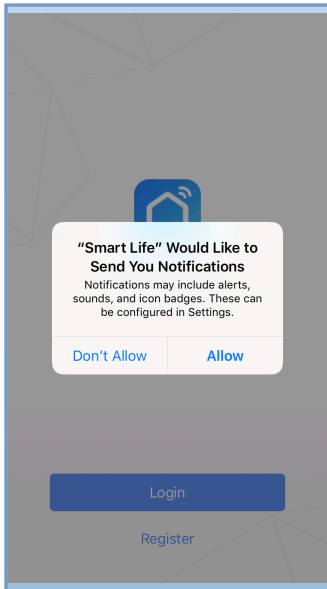 “Smart Life” Would Like to
Send You Notifications
Notifications may include alerts,
sounds, and icon badges. These can
be configured in Settings.
Don’t Allow
Allow
Login
Register